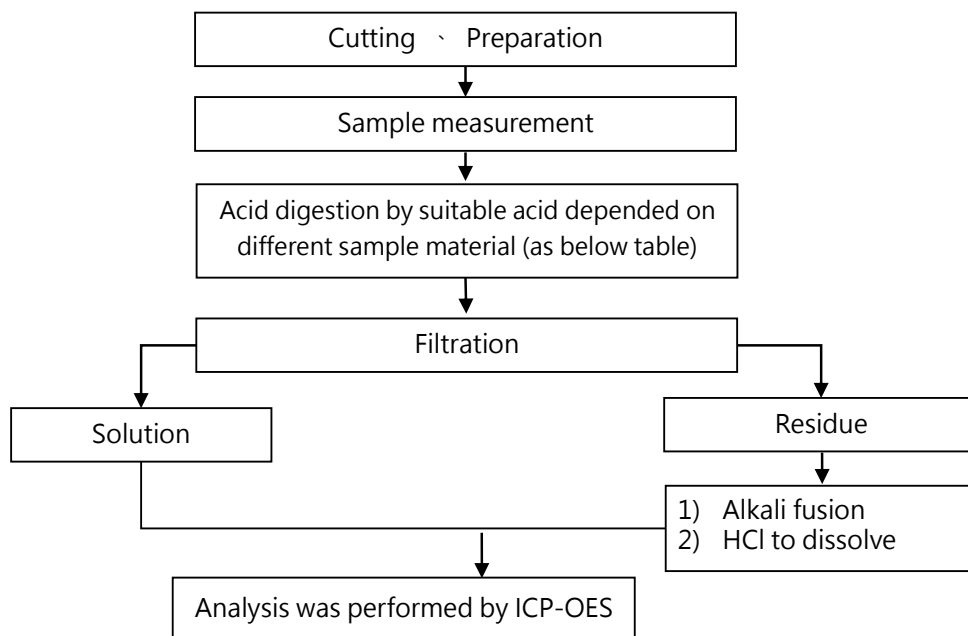 Cutting 、 Preparation
Sample measurement
Acid digestion by suitable acid depended on
different sample material (as below table)
Filtration
Solution
Residue
1) Alkali fusion
2) HCl to dissolve
Analysis was performed by ICP-OES